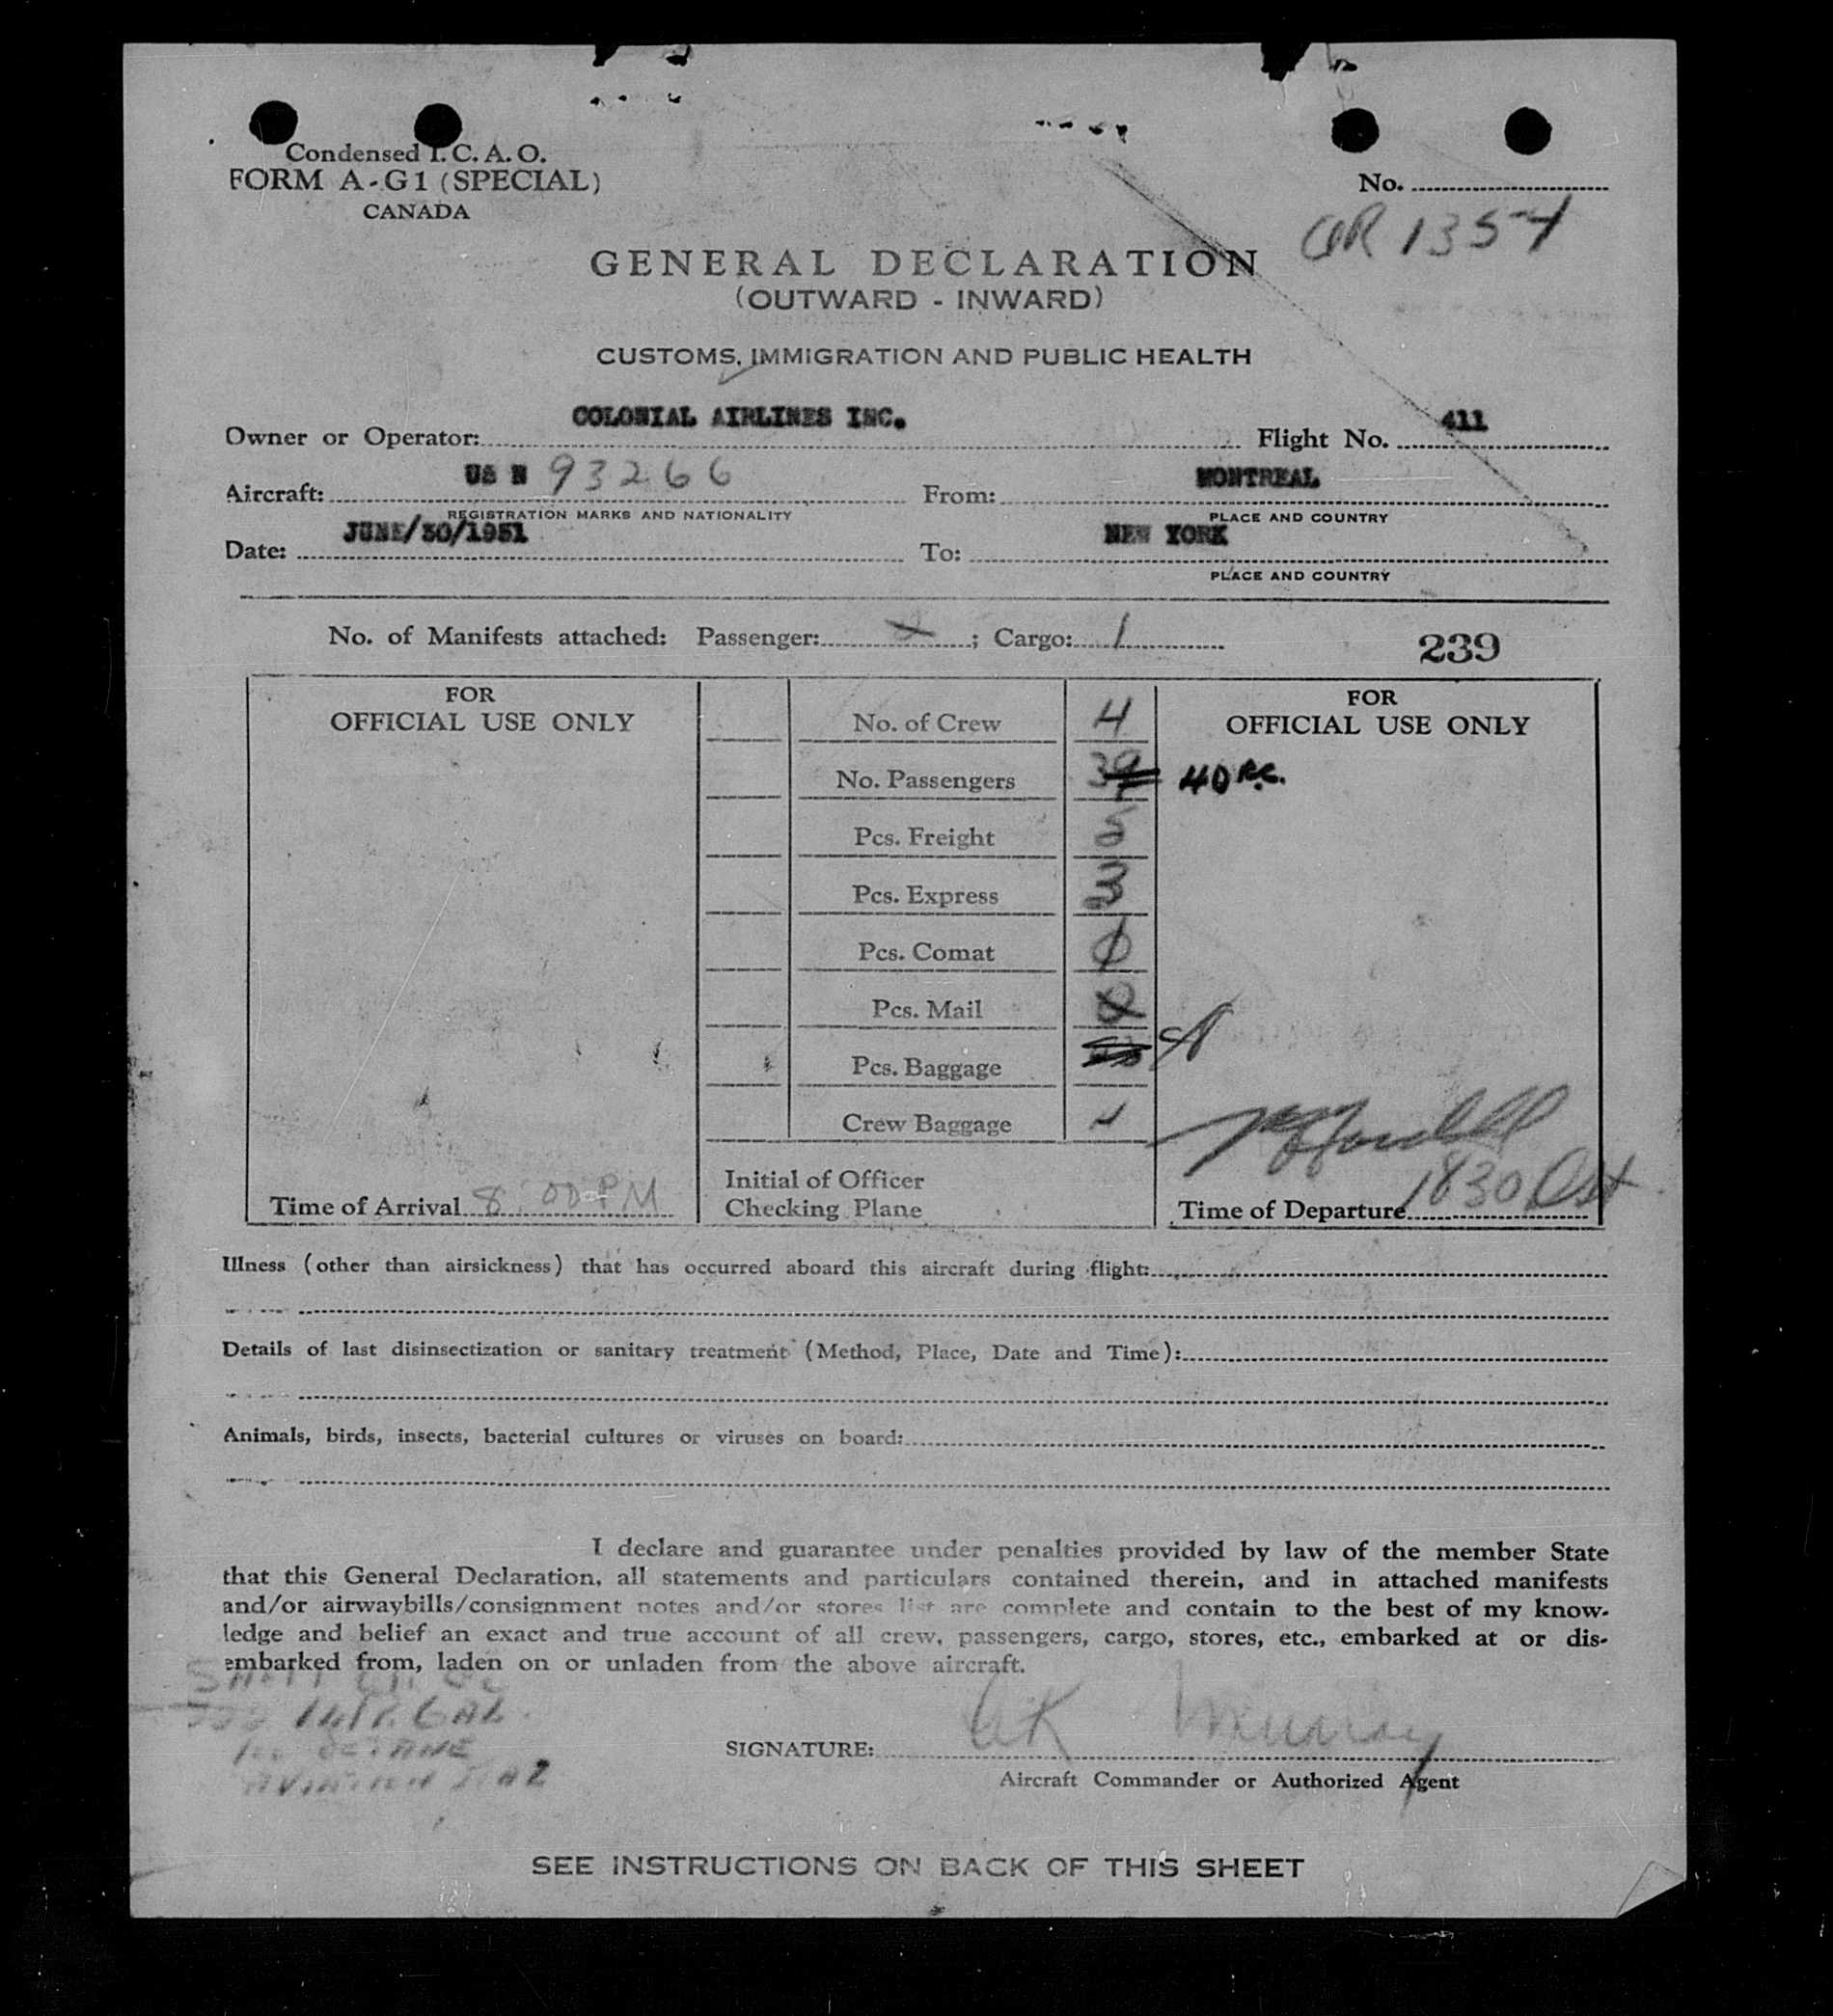 Condensed I. C. A. O.
FORM A-G1 (SPECIAL)
CANADA
No.
1354
GENERAL DECLARATION
(OUTWARD - INWARD)
CUSTOMS, IMMIGRATION AND PUBLIC HEALTH
Owner or Operator: COLONIAL AIRLINES INC. Flight No. 411
Aircraft: US N 93266 From: MONTREAL
REGISTRATION MARKS AND NATIONALITY PLACE AND COUNTRY
Date: JUNE/30/1951 To: NEW YORK
PLACE AND COUNTRY
No. of Manifests attached: Passenger: ; Cargo: 1
239
FOR
OFFICIAL USE ONLY
No. of Crew 4
No. Passengers 39 40
Pcs. Freight
Pcs. Express 3
Pcs. Comat
Pcs. Mail
Pcs. Baggage
Crew Baggage 4
FOR
OFFICIAL USE ONLY
Time of Arrival 8:00 PM
Initial of Officer
Checking Plane
Time of Departure 1830
Illness (other than airsickness) that has occurred aboard this aircraft during flight:
Details of last disinsectization or sanitary treatment (Method, Place, Date and Time):
Animals, birds, insects, bacterial cultures or viruses on board:
I declare and guarantee under penalties provided by law of the member State
that this General Declaration, all statements and particulars contained therein, and in attached manifests
and/or airwaybills/consignment notes and/or stores list are complete and contain to the best of my know-
ledge and belief an exact and true account of all crew, passengers, cargo, stores, etc., embarked at or dis-
embarked from, laden on or unladen from the above aircraft.
GAL.
OCTANE
SIGNATURE: Murray
Aircraft Commander or Authorized Agent
SEE INSTRUCTIONS ON BACK OF THIS SHEET